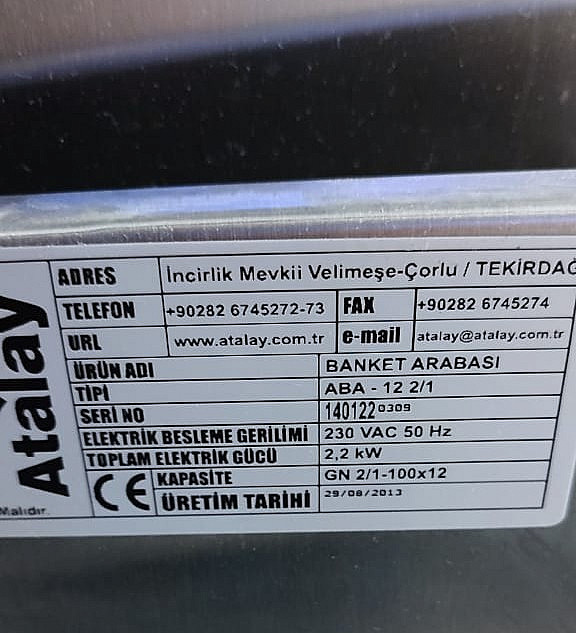 Atalay
ADRES İncirlik Mevkii Velimeşe-Çorlu / TEKİRDAĞ
TELEFON +90282 6745272-73 FAX +90282 6745274
URL www.atalay.com.tr e-mail atalay@atalay.com.tr
ÜRÜN ADI BANKET ARABASI
TİPİ ABA - 12 2/1
SERİ NO 140122 0309
ELEKTRİK BESLEME GERİLİMİ 230 VAC 50 Hz
TOPLAM ELEKTRİK GÜCÜ 2,2 kW
CE KAPASİTE GN 2/1-100x12
ÜRETİM TARİHİ 29/08/2013
Malıdır.